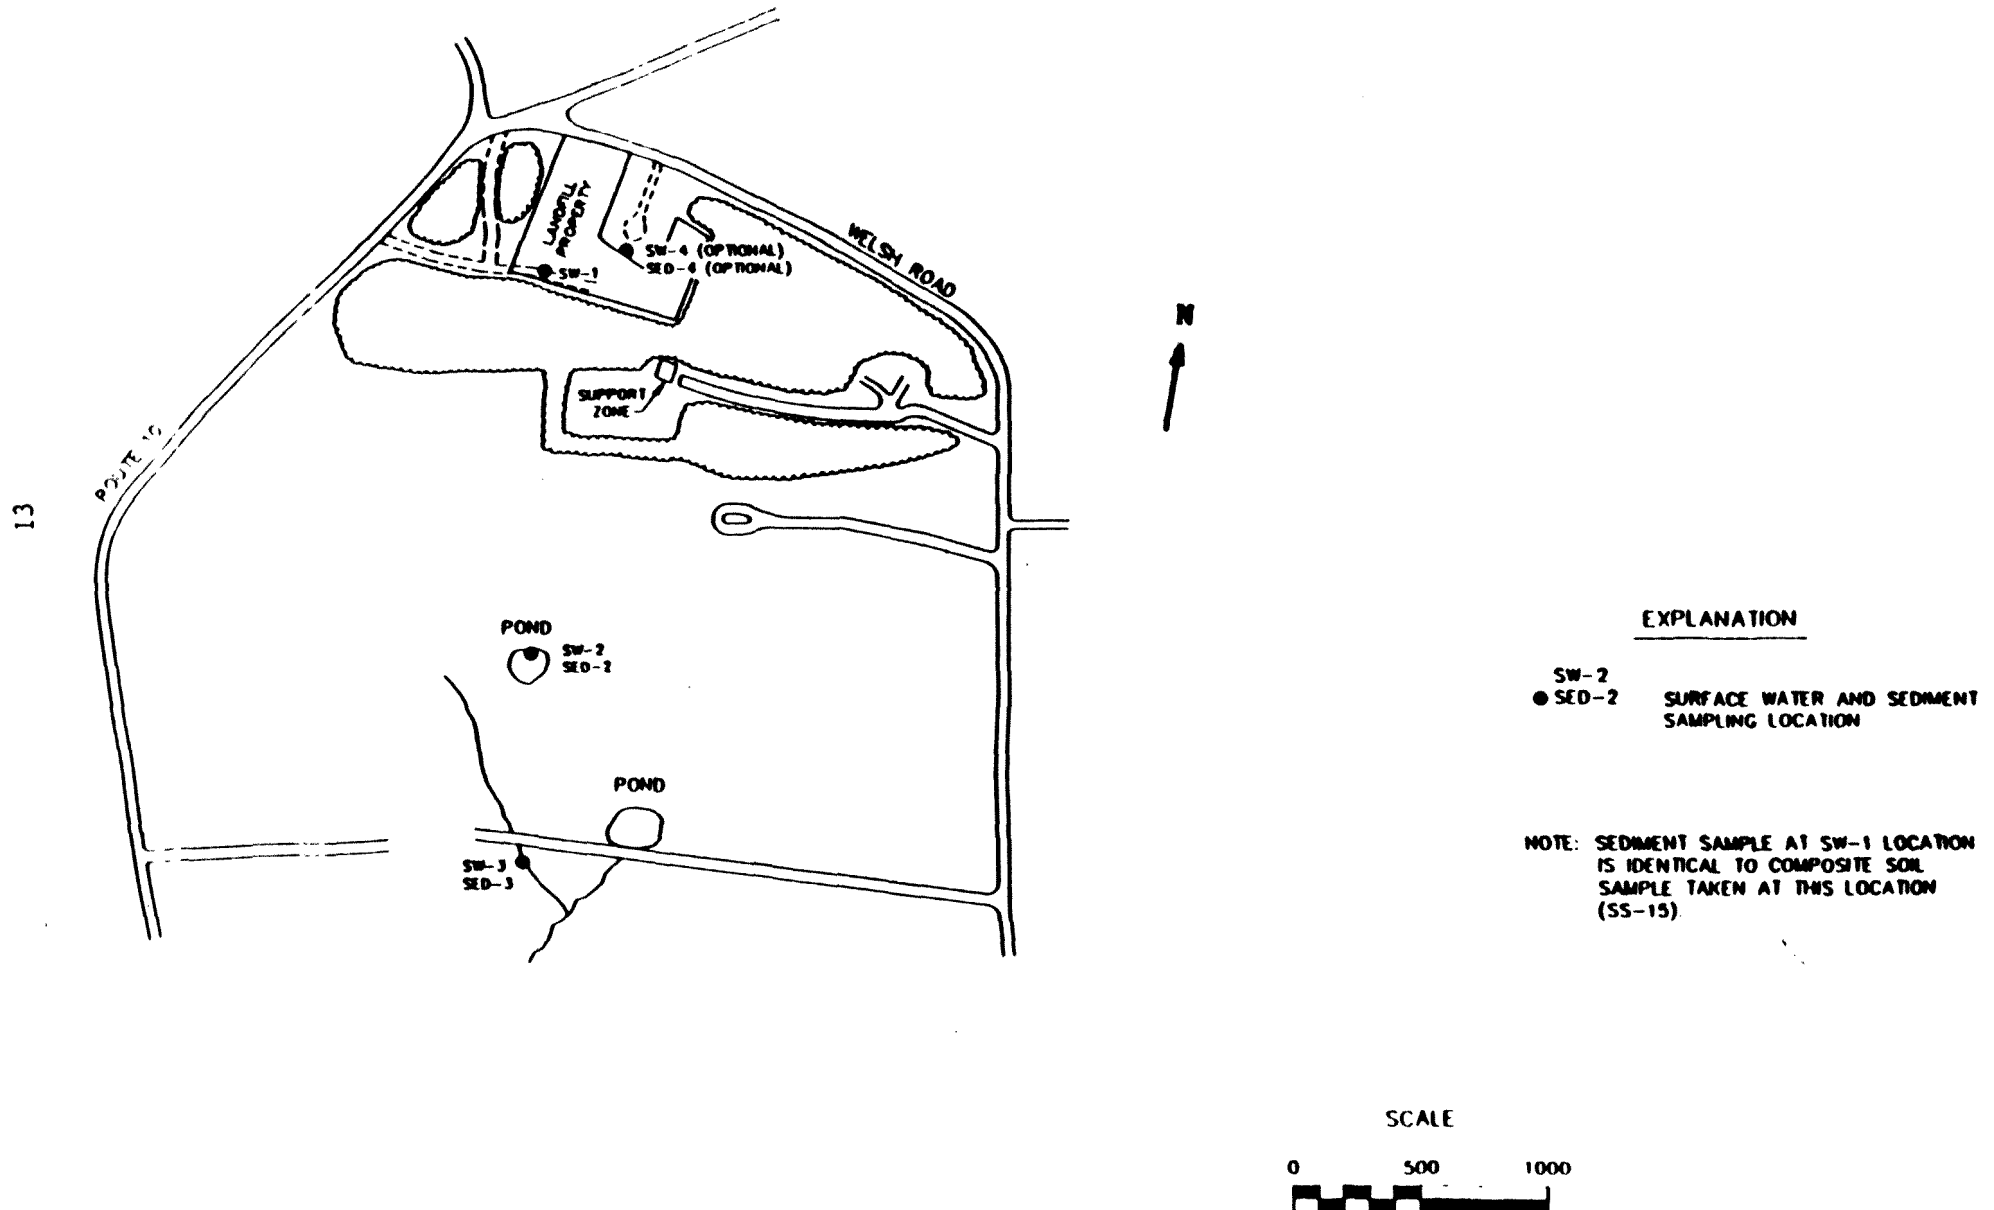 LANDFILL
PROPERTY
SW-4 (OPTIONAL)
SED-4 (OPTIONAL)
SW-1
WELSH ROAD
N
SUPPORT
ZONE
ROUTE 10
13
POND
SW-2
SED-2
POND
SW-3
SED-3
EXPLANATION
SW-2
SED-2
SURFACE WATER AND SEDIMENT
SAMPLING LOCATION
NOTE: SEDIMENT SAMPLE AT SW-1 LOCATION
IS IDENTICAL TO COMPOSITE SOIL
SAMPLE TAKEN AT THIS LOCATION
(SS-15)
SCALE
0 500 1000